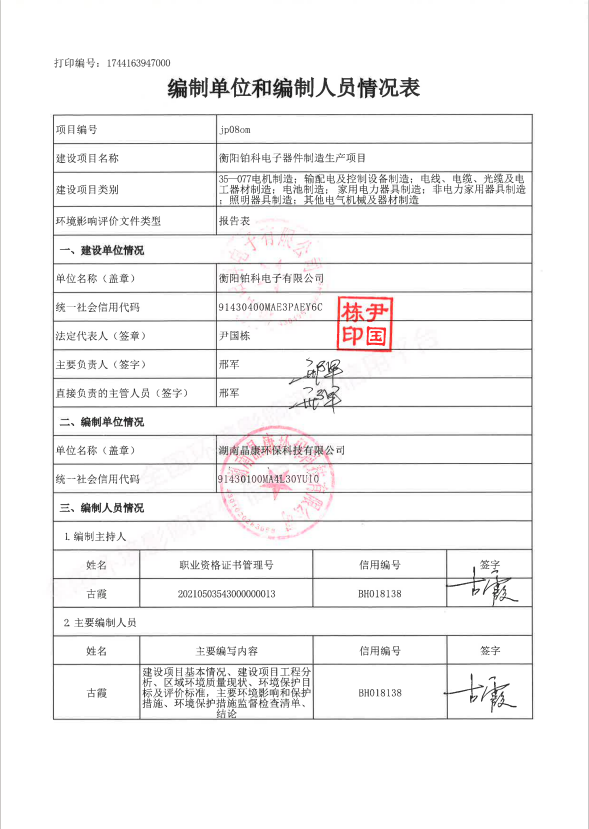 打印编号：1744163947000
编制单位和编制人员情况表
项目编号 jp08om
建设项目名称 衡阳铂科电子器件制造生产项目
建设项目类别 35—077电机制造；输配电及控制设备制造；电线、电缆、光缆及电
工器材制造；电池制造； 家用电力器具制造；非电力家用器具制造
；照明器具制造；其他电气机械及器材制造
环境影响评价文件类型 报告表
一、建设单位情况
单位名称（盖章） 衡阳铂科电子有限公司
统一社会信用代码 91430400MAE3PAEY6C
法定代表人（签章） 尹国栋
尹国栋印
主要负责人（签字） 邢军
邢军
直接负责的主管人员（签字） 邢军
邢军
二、编制单位情况
单位名称（盖章） 湖南晶康环保科技有限公司
统一社会信用代码 91430100MA4L30YU10
三、编制人员情况
1.编制主持人
姓名 职业资格证书管理号 信用编号 签字
古霞 20210503543000000013 BH018138 古霞
2.主要编制人员
姓名 主要编写内容 信用编号 签字
古霞 建设项目基本情况、建设项目工程分
析、区域环境质量现状、环境保护目
标及评价标准，主要环境影响和保护
措施、环境保护措施监督检查清单、
结论 BH018138 古霞